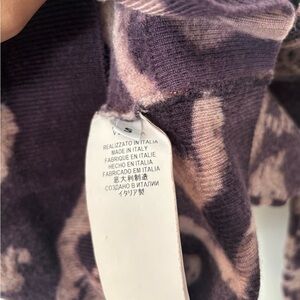 S
REALIZZATO IN ITALIA
MADE IN ITALY
FABRIQUE EN ITALIE
HECHO EN ITALIA
FABRICADO EM ITÁLIA
意大利制造
СОЗДАНО В ИТАЛИИ
イタリア製